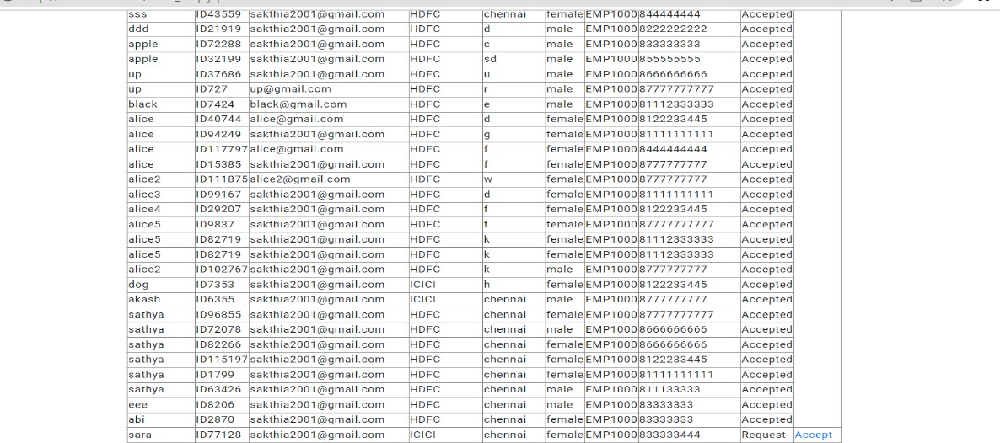 sss ID43559 sakthia2001@gmail.com HDFC chennai female EMP1000 844444444 Accepted
ddd ID21919 sakthia2001@gmail.com HDFC d male EMP1000 8222222222 Accepted
apple ID72288 sakthia2001@gmail.com HDFC c male EMP1000 833333333 Accepted
apple ID32199 sakthia2001@gmail.com HDFC sd male EMP1000 855555555 Accepted
up ID37686 sakthia2001@gmail.com HDFC u male EMP1000 8666666666 Accepted
up ID727 up@gmail.com HDFC r male EMP1000 87777777777 Accepted
black ID7424 black@gmail.com HDFC e male EMP1000 81112333333 Accepted
alice ID40744 alice@gmail.com HDFC d female EMP1000 8122233445 Accepted
alice ID94249 sakthia2001@gmail.com HDFC g female EMP1000 81111111111 Accepted
alice ID117797 alice@gmail.com HDFC f female EMP1000 8444444444 Accepted
alice ID15385 sakthia2001@gmail.com HDFC f female EMP1000 8777777777 Accepted
alice2 ID111875 alice2@gmail.com HDFC w female EMP1000 8777777777 Accepted
alice3 ID99167 sakthia2001@gmail.com HDFC d female EMP1000 81111111111 Accepted
alice4 ID29207 sakthia2001@gmail.com HDFC f female EMP1000 8122233445 Accepted
alice5 ID9837 sakthia2001@gmail.com HDFC f female EMP1000 87777777777 Accepted
alice5 ID82719 sakthia2001@gmail.com HDFC k female EMP1000 81112333333 Accepted
alice5 ID82719 sakthia2001@gmail.com HDFC k female EMP1000 81112333333 Accepted
alice2 ID102767 sakthia2001@gmail.com HDFC k male EMP1000 8777777777 Accepted
dog ID7353 sakthia2001@gmail.com ICICI h female EMP1000 8122233445 Accepted
akash ID6355 sakthia2001@gmail.com ICICI chennai male EMP1000 8777777777 Accepted
sathya ID96855 sakthia2001@gmail.com HDFC chennai female EMP1000 87777777777 Accepted
sathya ID72078 sakthia2001@gmail.com HDFC chennai male EMP1000 8666666666 Accepted
sathya ID82266 sakthia2001@gmail.com HDFC chennai female EMP1000 8666666666 Accepted
sathya ID115197 sakthia2001@gmail.com HDFC chennai female EMP1000 8122233445 Accepted
sathya ID1799 sakthia2001@gmail.com HDFC chennai female EMP1000 81111111111 Accepted
sathya ID63426 sakthia2001@gmail.com HDFC chennai male EMP1000 811133333 Accepted
eee ID8206 sakthia2001@gmail.com HDFC chennai male EMP1000 83333333 Accepted
abi ID2870 sakthia2001@gmail.com HDFC chennai female EMP1000 83333333 Accepted
sara ID77128 sakthia2001@gmail.com ICICI chennai female EMP1000 833333444 Request Accept